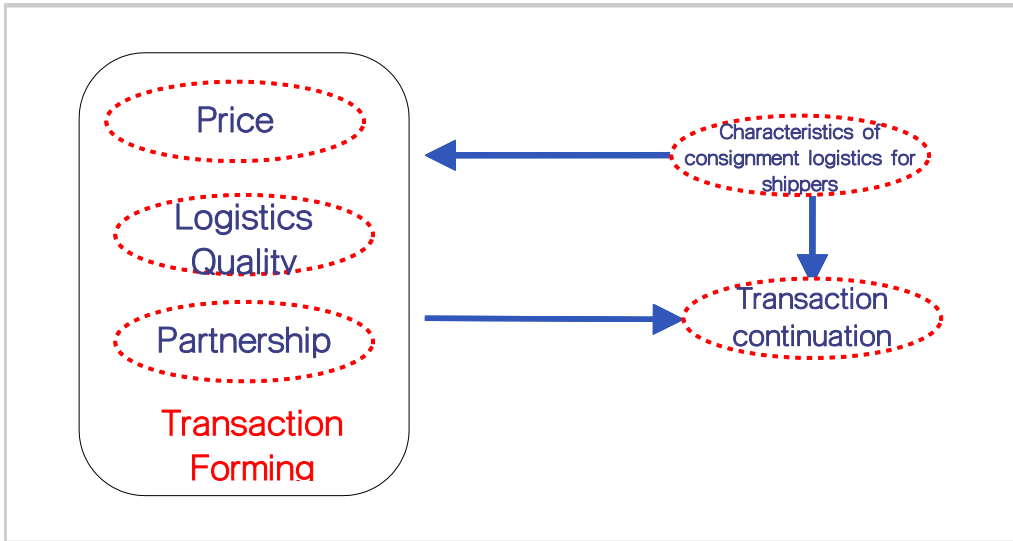 Price
Logistics
Quality
Partnership
Transaction
Forming
Characteristics of
consignment logistics for
shippers
Transaction
continuation